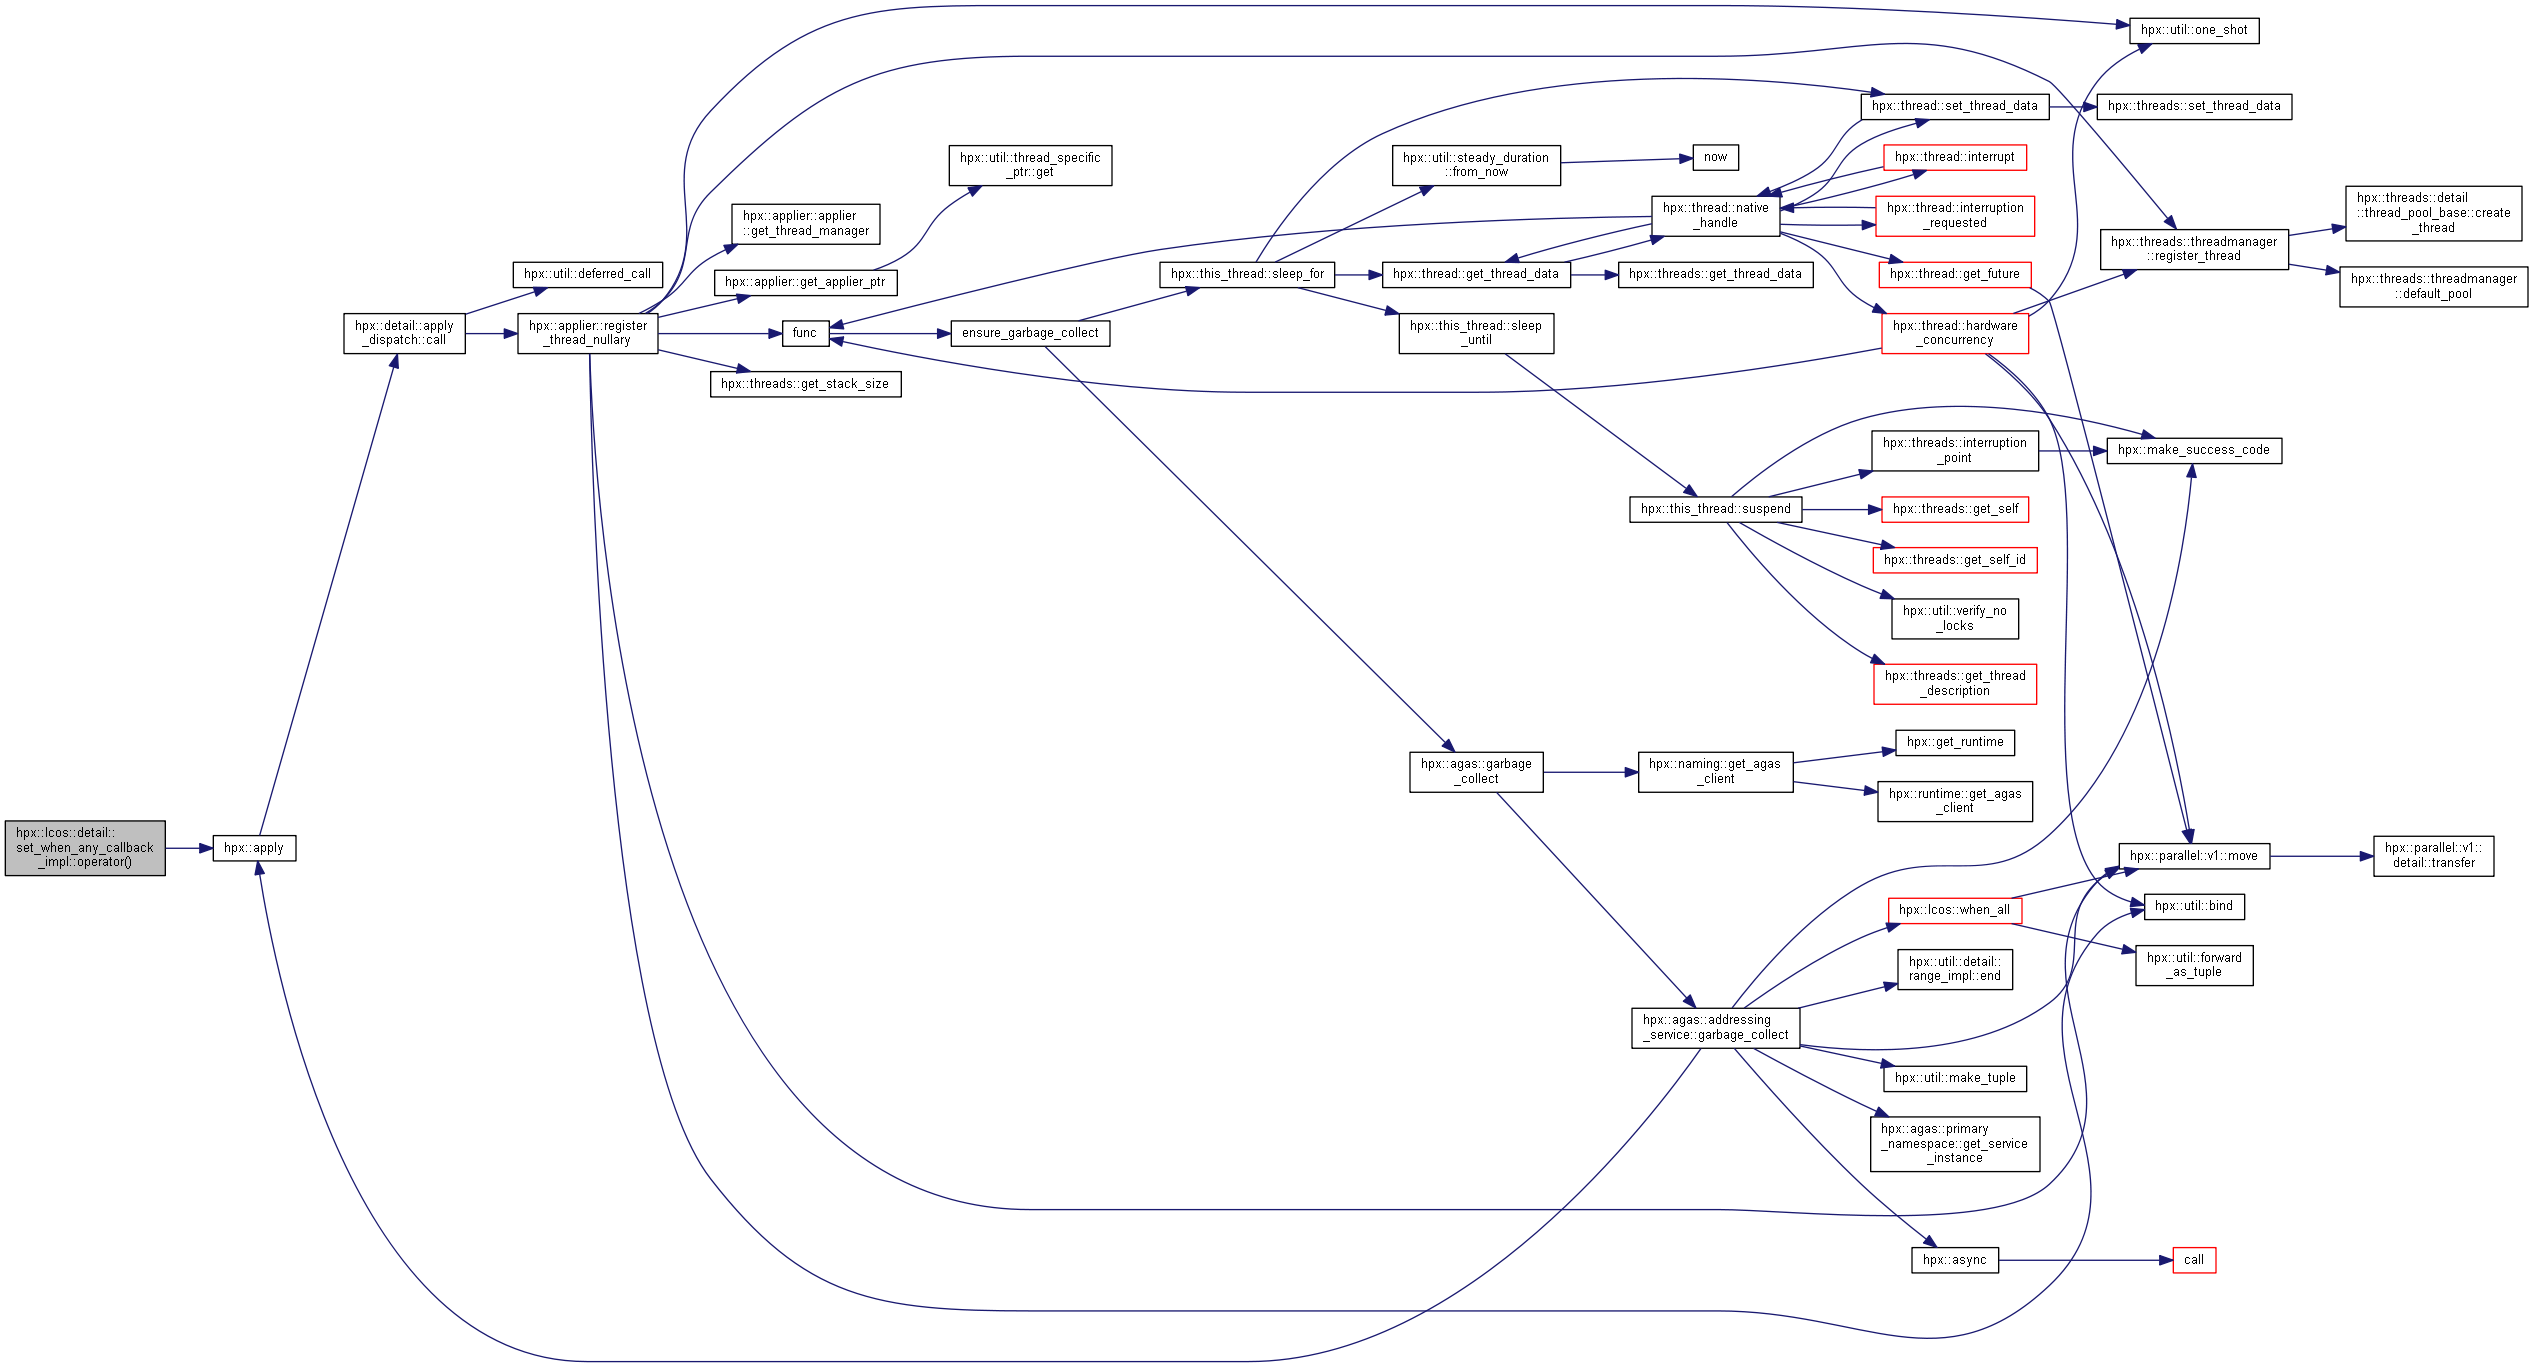 hpx::lcos::detail::
set_when_any_callback
_impl::operator()
hpx::apply
hpx::detail::apply
_dispatch::call
hpx::util::deferred_call
hpx::applier::register
_thread_nullary
hpx::applier::applier
::get_thread_manager
hpx::applier::get_applier_ptr
func
hpx::threads::get_stack_size
hpx::util::thread_specific
_ptr::get
ensure_garbage_collect
hpx::this_thread::sleep_for
hpx::util::steady_duration
::from_now
hpx::thread::get_thread_data
hpx::this_thread::sleep
_until
hpx::agas::garbage
_collect
now
hpx::thread::native
_handle
hpx::threads::get_thread_data
hpx::this_thread::suspend
hpx::naming::get_agas
_client
hpx::agas::addressing
_service::garbage_collect
hpx::thread::set_thread_data
hpx::thread::interrupt
hpx::thread::interruption
_requested
hpx::thread::get_future
hpx::thread::hardware
_concurrency
hpx::threads::interruption
_point
hpx::threads::get_self
hpx::threads::get_self_id
hpx::util::verify_no
_locks
hpx::threads::get_thread
_description
hpx::get_runtime
hpx::runtime::get_agas
_client
hpx::lcos::when_all
hpx::util::detail::
range_impl::end
hpx::util::make_tuple
hpx::agas::primary
_namespace::get_service
_instance
hpx::async
hpx::util::one_shot
hpx::threads::set_thread_data
hpx::threads::threadmanager
::register_thread
hpx::make_success_code
hpx::parallel::v1::move
hpx::util::bind
hpx::util::forward
_as_tuple
call
hpx::threads::detail
::thread_pool_base::create
_thread
hpx::threads::threadmanager
::default_pool
hpx::parallel::v1::
detail::transfer